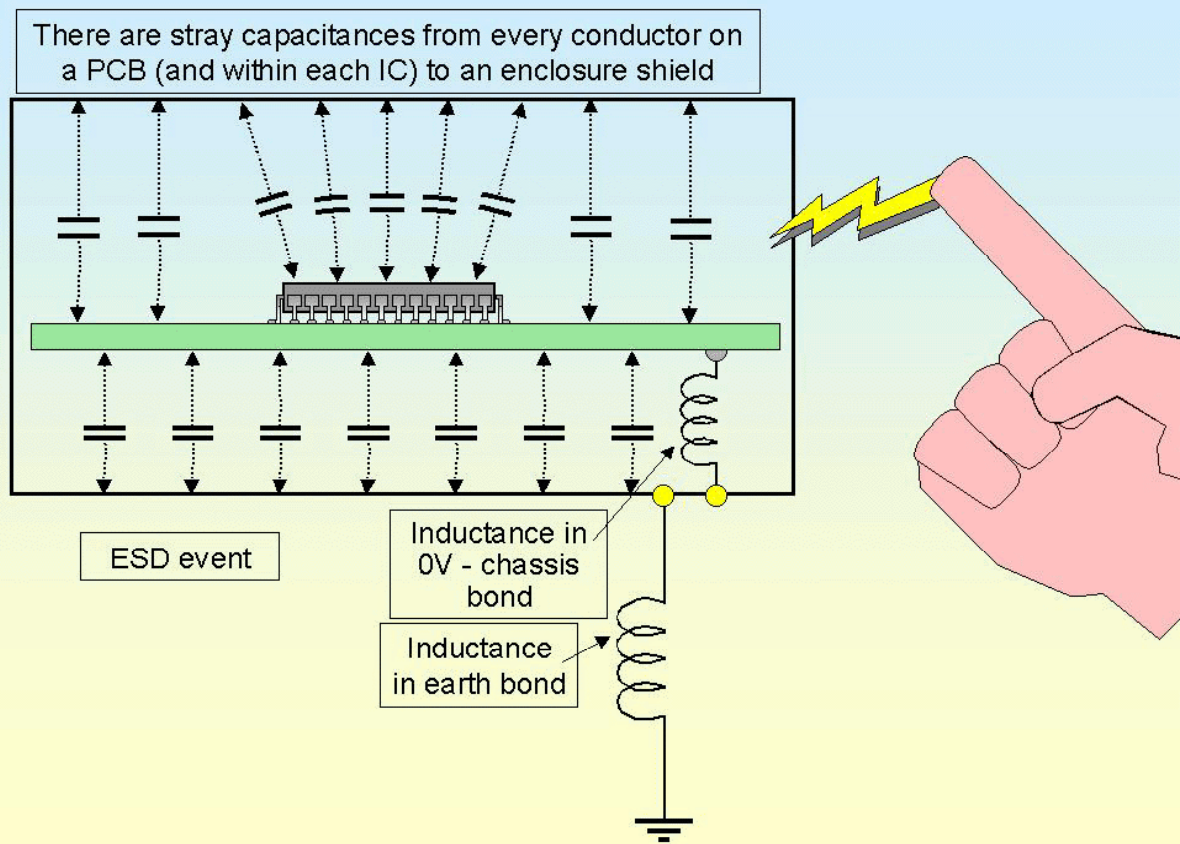 There are stray capacitances from every conductor on
a PCB (and within each IC) to an enclosure shield
ESD event
Inductance in
0V - chassis
bond
Inductance
in earth bond